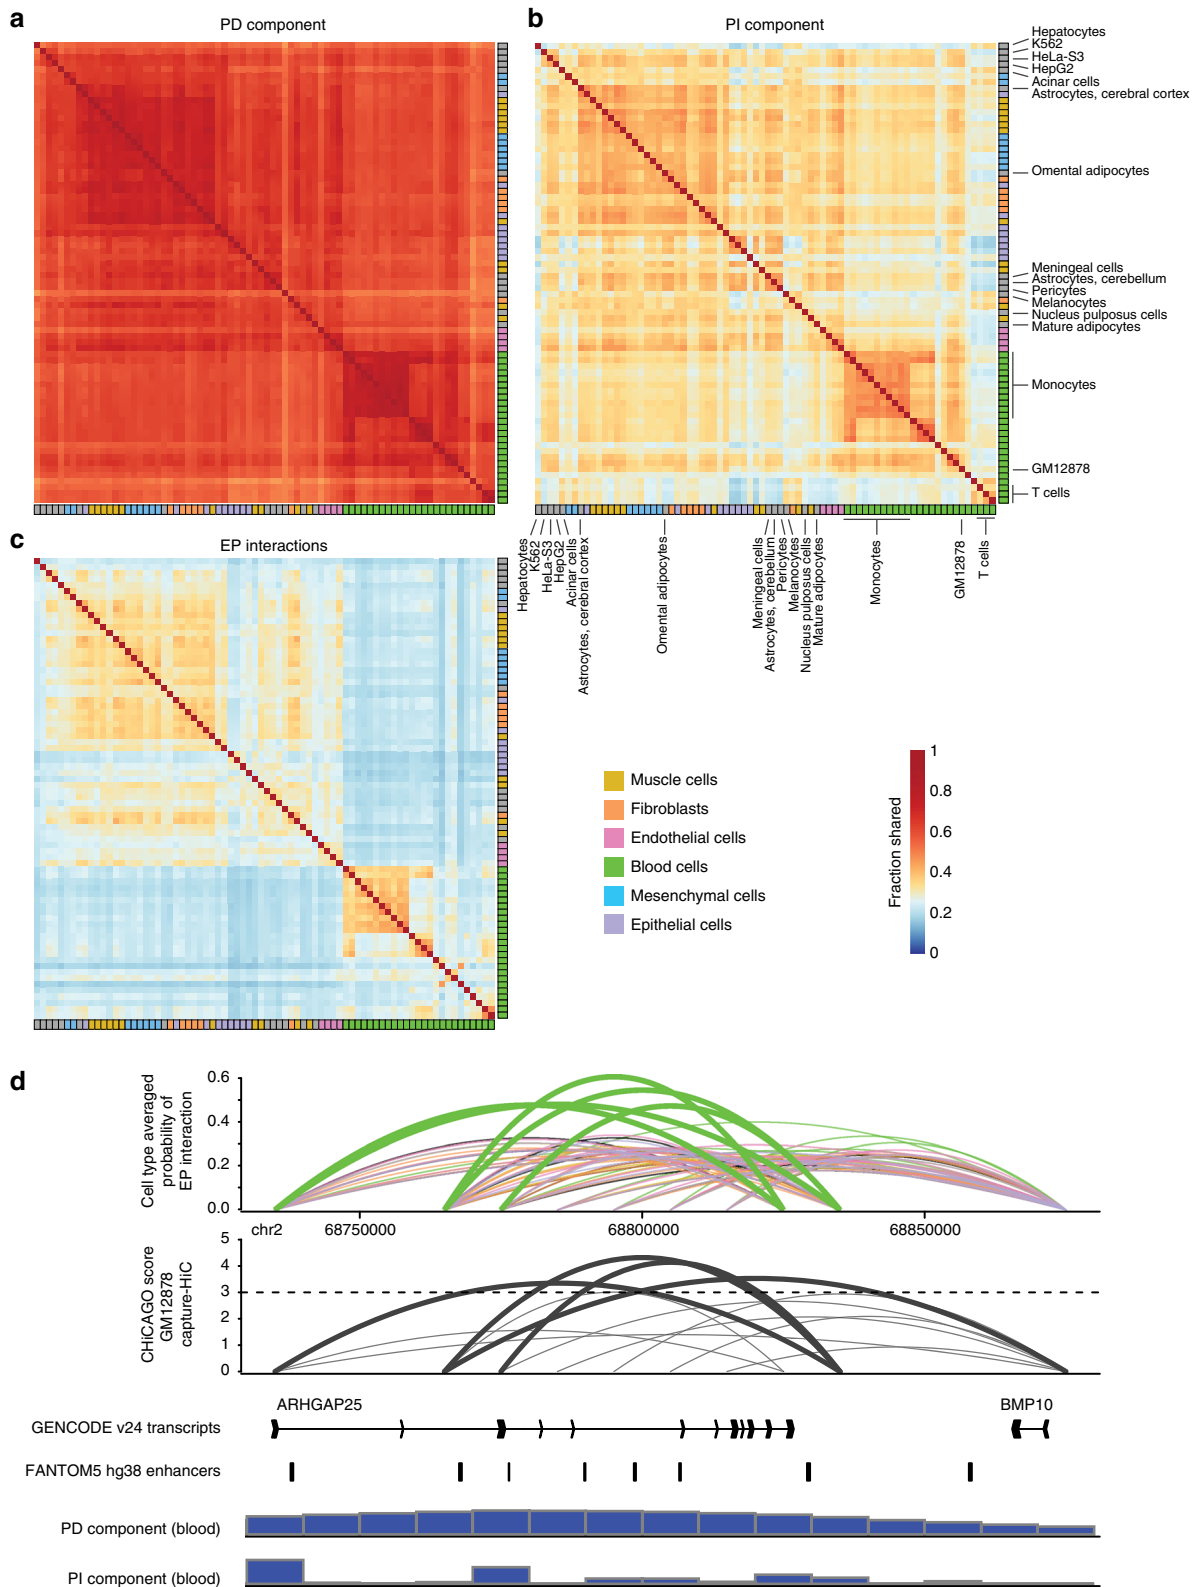 a
PD component
b
PI component
Hepatocytes
K562
HeLa-S3
HepG2
Acinar cells
Astrocytes, cerebral cortex
Omental adipocytes
Meningeal cells
Astrocytes, cerebellum
Pericytes
Melanocytes
Nucleus pulposus cells
Mature adipocytes
Monocytes
GM12878
T cells
Hepatocytes
K562
HeLa-S3
HepG2
Acinar cells
Astrocytes, cerebral cortex
Omental adipocytes
Meningeal cells
Astrocytes, cerebellum
Pericytes
Melanocytes
Nucleus pulposus cells
Mature adipocytes
Monocytes
GM12878
T cells
c
EP interactions
Muscle cells
Fibroblasts
Endothelial cells
Blood cells
Mesenchymal cells
Epithelial cells
Fraction shared
1
0.8
0.6
0.4
0.2
0
d
Cell type averaged
probability of
EP interaction
0.6
0.4
0.2
0.0
chr2
68750000
68800000
68850000
CHiCAGO score
GM12878
capture-HiC
5
4
3
2
1
0
ARHGAP25
BMP10
GENCODE v24 transcripts
FANTOM5 hg38 enhancers
PD component (blood)
PI component (blood)